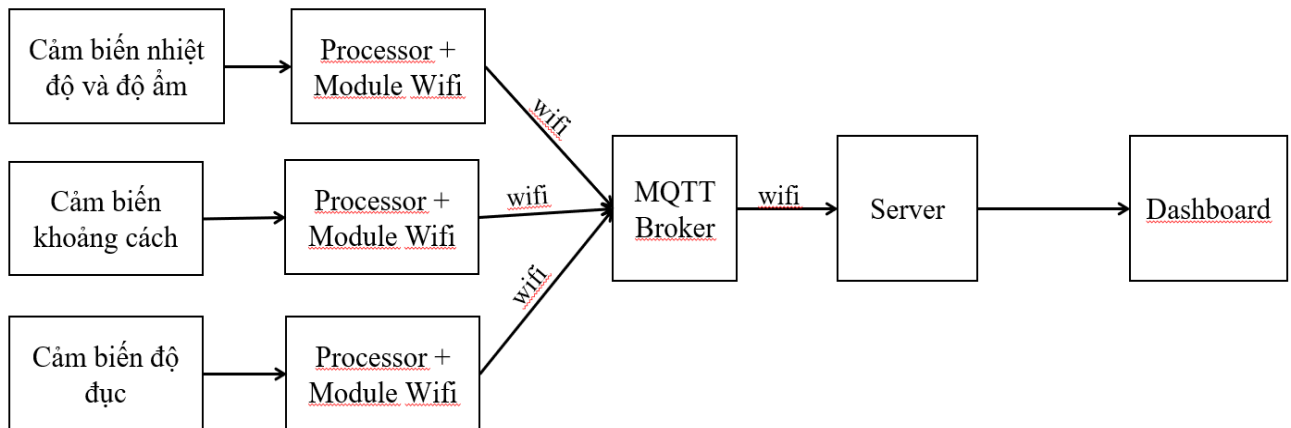 Cảm biến nhiệt
độ và độ ẩm
Processor +
Module Wifi
wifi
Cảm biến
khoảng cách
Processor +
Module Wifi
wifi
Cảm biến độ
đục
Processor +
Module Wifi
wifi
MQTT
Broker
wifi
Server
Dashboard